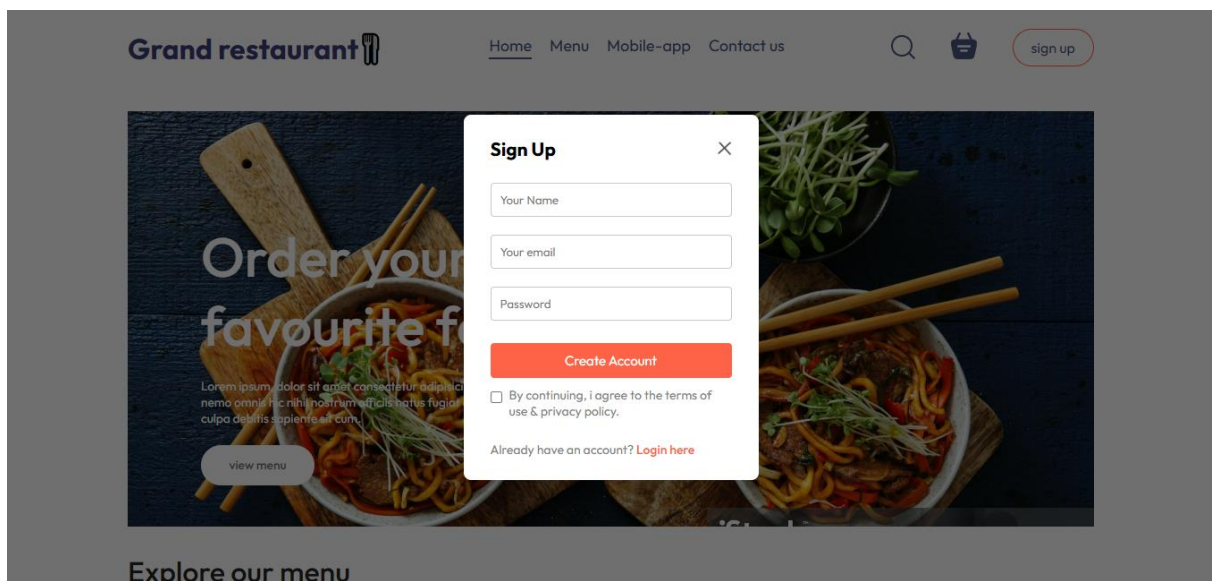 Grand restaurant
Home Menu Mobile-app Contact us
sign up
Sign Up
Your Name
Your email
Password
Create Account
By continuing, i agree to the terms of
use & privacy policy.
Already have an account? Login here
Order your
favourite
Lorem ipsum, dolor sit amet consectetur
nemo omnis hic nihil nostrum officiis natus fugiat
culpa debitis sapiente sit cum.
view menu
Explore our menu